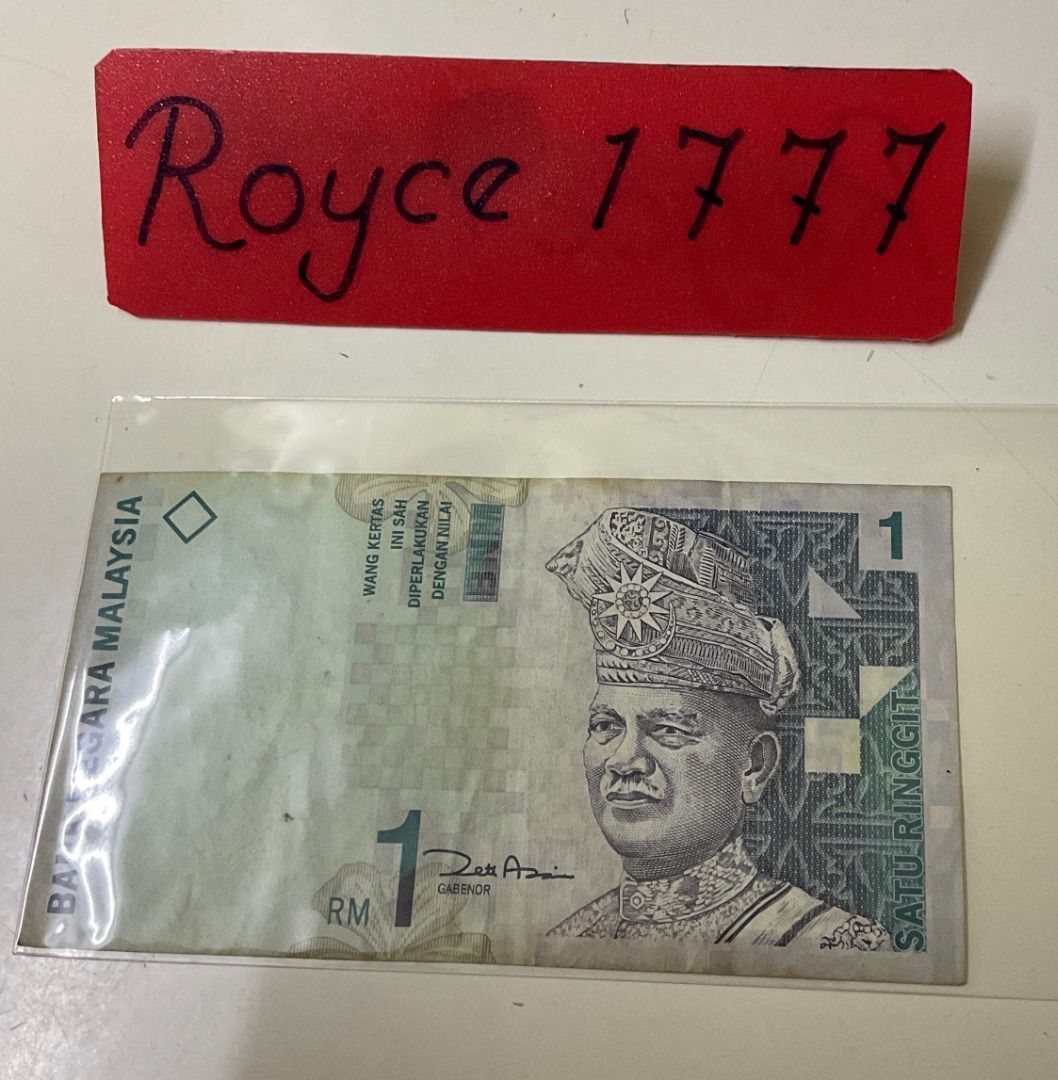 Royce 1777
BANK NEGARA MALAYSIA
WANG KERTAS
INI SAH
DIPERLAKUKAN
DENGAN NILAI
1
SATU RINGGIT
RM 1
GABENOR